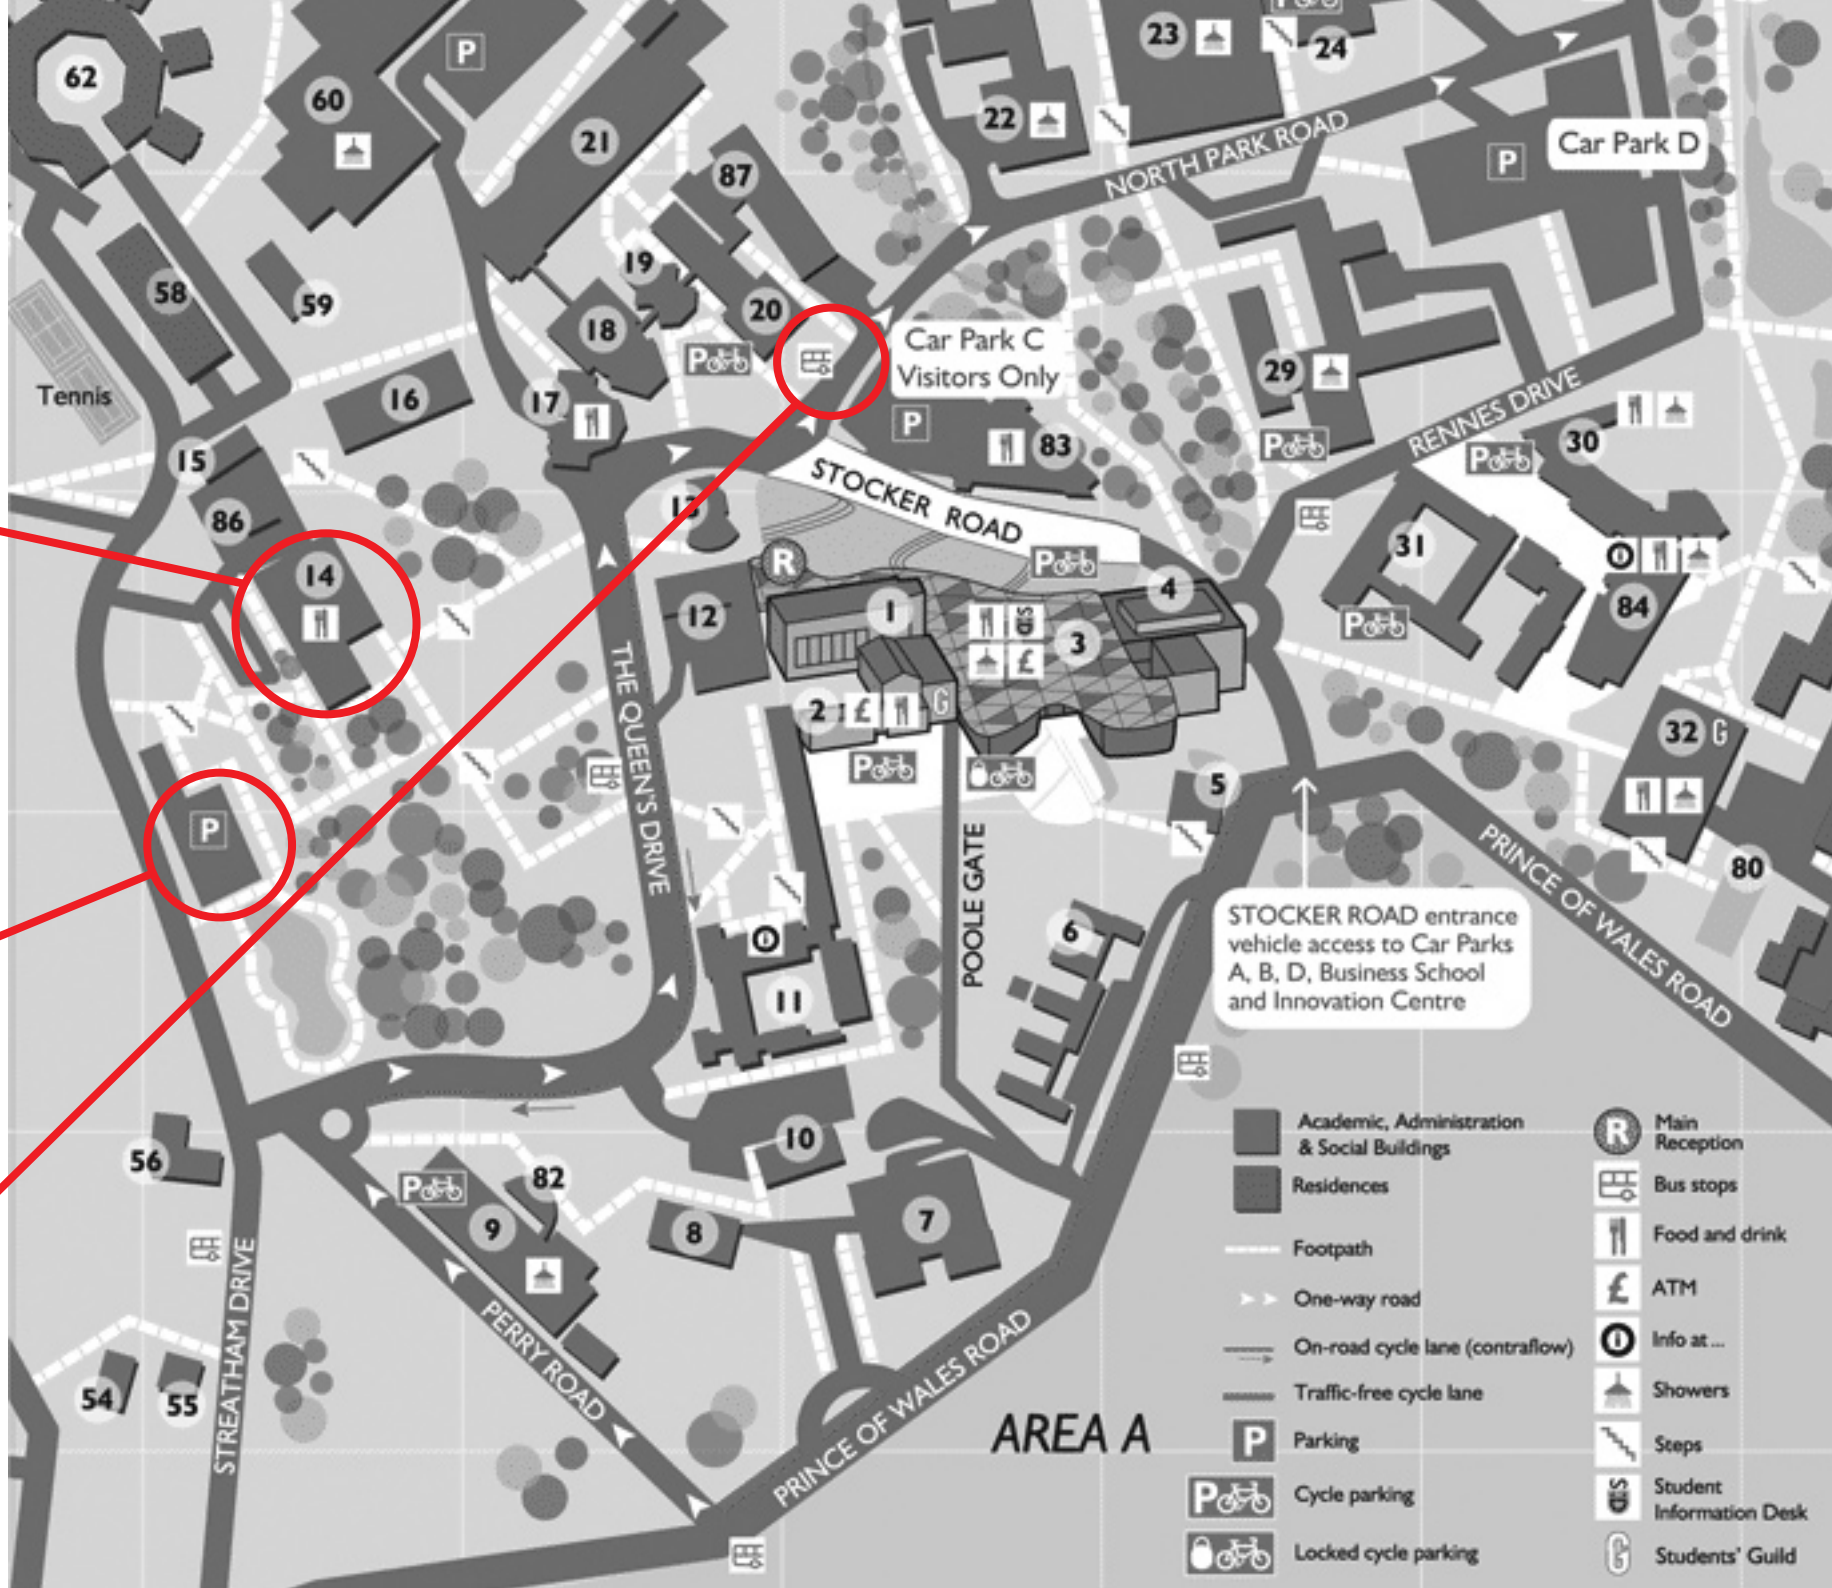 62
60
P
21
23
24
22
87
NORTH PARK ROAD
P
Car Park D
58
59
19
18
20
Tennis
16
17
P
Car Park C
Visitors Only
P
83
29
RENNES DRIVE
30
P
P
15
86
14
13
STOCKER ROAD
P
R
12
1
SID
£
3
4
31
P
84
THE QUEEN'S DRIVE
2
£
G
P
5
32
G
P
80
POOLE GATE
PRINCE OF WALES ROAD
6
11
STOCKER ROAD entrance
vehicle access to Car Parks
A, B, D, Business School
and Innovation Centre
56
P
82
9
8
10
7
54
55
STREATHAM DRIVE
PERRY ROAD
PRINCE OF WALES ROAD
AREA A
Academic, Administration
& Social Buildings
Residences
Footpath
One-way road
On-road cycle lane (contraflow)
Traffic-free cycle lane
P Parking
P Cycle parking
Locked cycle parking
R Main
Reception
Bus stops
Food and drink
£ ATM
i Info at ...
Showers
Steps
SID Student
Information Desk
G Students' Guild